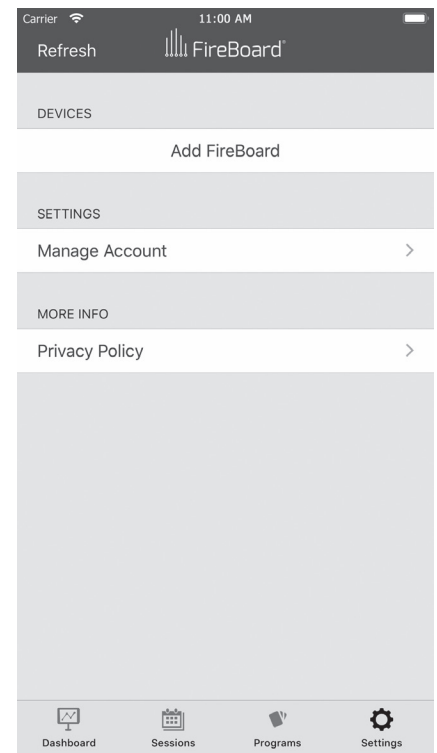 Carrier 11:00 AM
Refresh FireBoard®
DEVICES
Add FireBoard
SETTINGS
Manage Account
MORE INFO
Privacy Policy
Dashboard Sessions Programs Settings